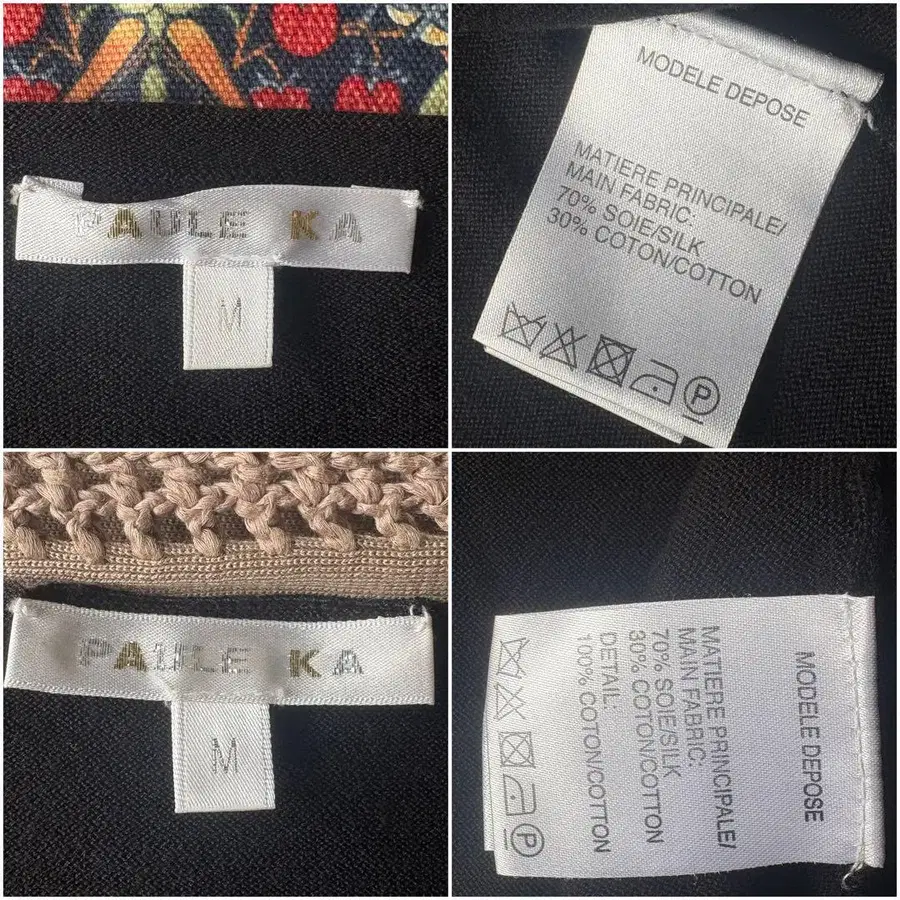 PAULE KA
M
MODELE DEPOSE
MATIERE PRINCIPALE/
MAIN FABRIC:
70% SOIE/SILK
30% COTON/COTTON
P
PAULE KA
M
MODELE DEPOSE
MATIERE PRINCIPALE/
MAIN FABRIC:
70% SOIE/SILK
30% COTON/COTTON
DETAIL:
100% COTON/COTTON
P